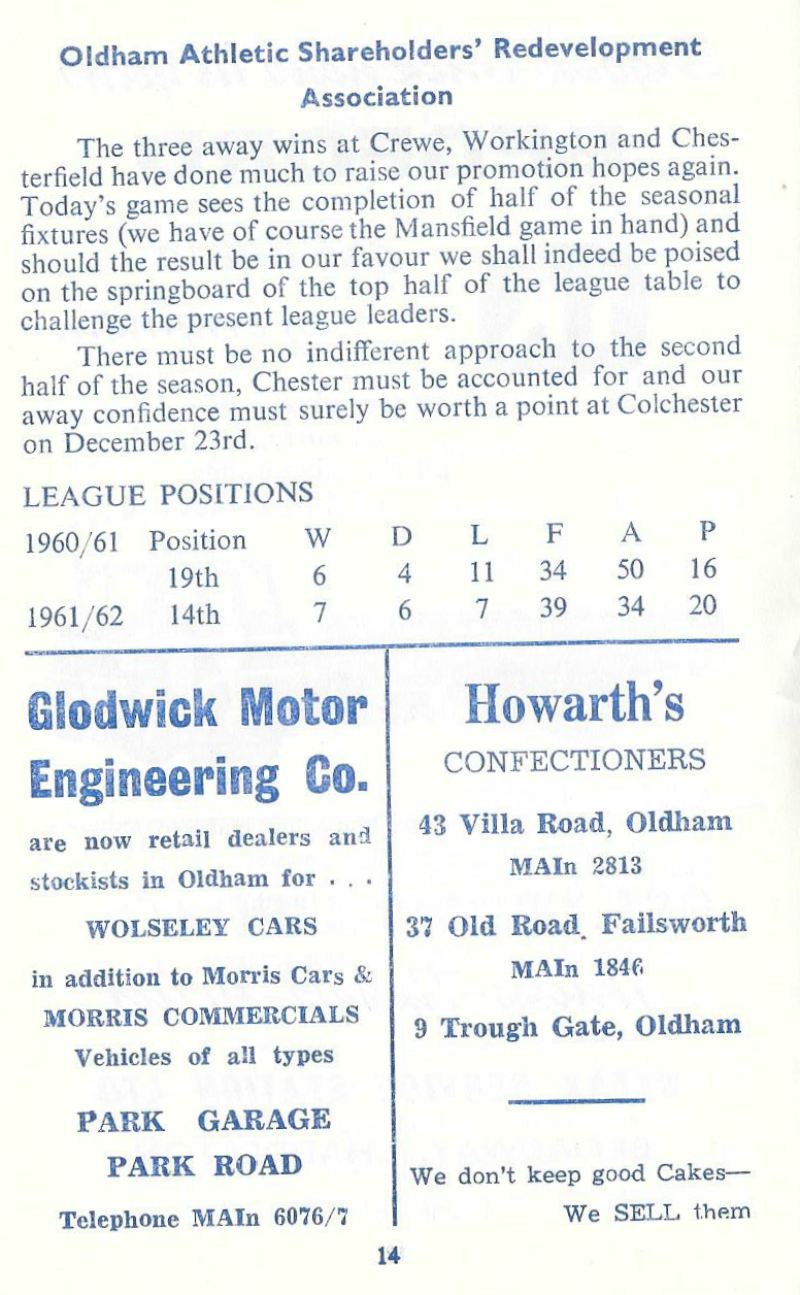 Oldham Athletic Shareholders' Redevelopment
Association
The three away wins at Crewe, Workington and Ches-
terfield have done much to raise our promotion hopes again.
Today's game sees the completion of half of the seasonal
fixtures (we have of course the Mansfield game in hand) and
should the result be in our favour we shall indeed be poised
on the springboard of the top half of the league table to
challenge the present league leaders.
There must be no indifferent approach to the second
half of the season, Chester must be accounted for and our
away confidence must surely be worth a point at Colchester
on December 23rd.
LEAGUE POSITIONS
1960/61 Position W D L F A P
19th 6 4 11 34 50 16
1961/62 14th 7 6 7 39 34 20
Glodwick Motor
Engineering Co.
are now retail dealers and
stockists in Oldham for . . .
WOLSELEY CARS
in addition to Morris Cars &
MORRIS COMMERCIALS
Vehicles of all types
PARK GARAGE
PARK ROAD
Telephone MAIn 6076/7
Howarth's
CONFECTIONERS
43 Villa Road, Oldham
MAIn 2813
37 Old Road, Failsworth
MAIn 1846
9 Trough Gate, Oldham
We don't keep good Cakes—
We SELL them
14